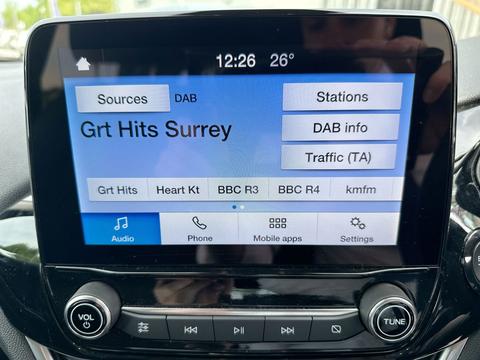 12:26 26°
Sources DAB Stations
Grt Hits Surrey
DAB info
Traffic (TA)
Grt Hits Heart Kt BBC R3 BBC R4 kmfm
Audio Phone Mobile apps Settings
VOL TUNE